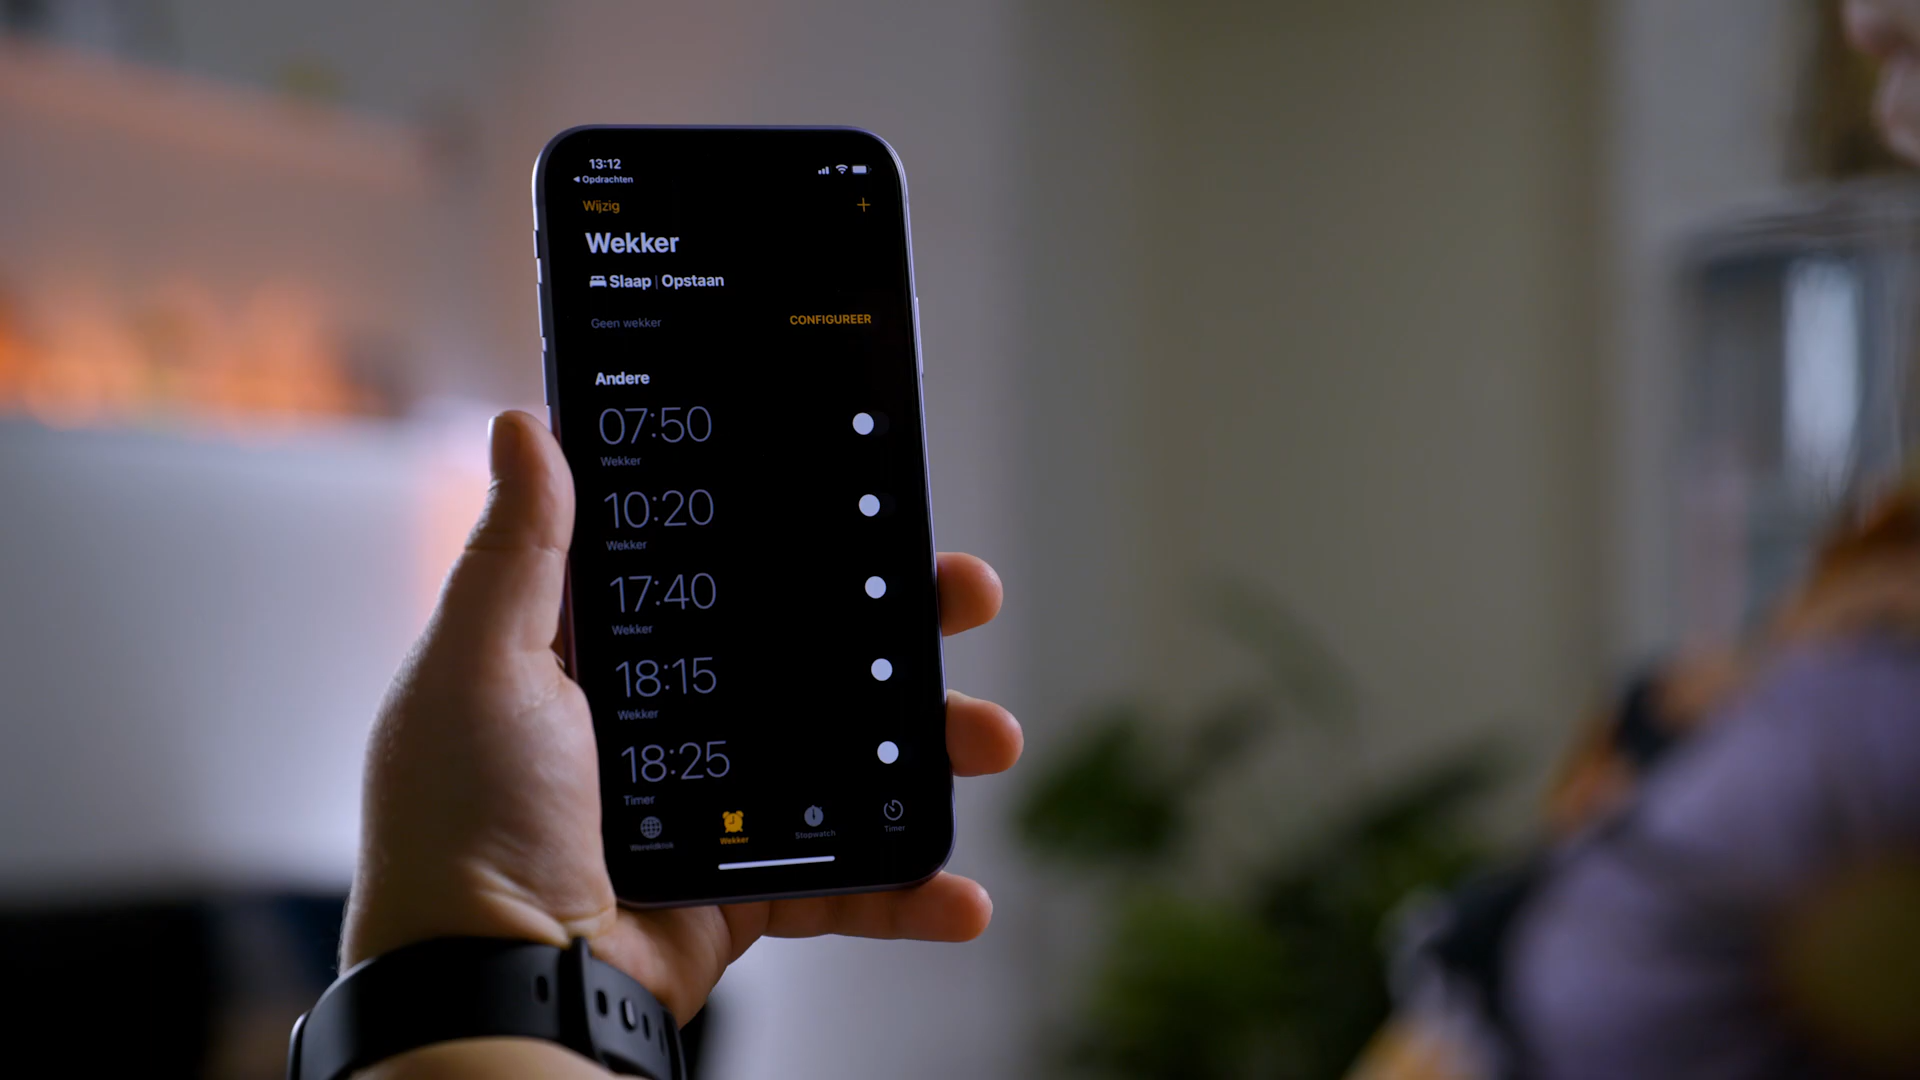 13:12
◀ Opdrachten
Wijzig
+
Wekker
Slaap | Opstaan
Geen wekker
CONFIGUREER
Andere
07:50
Wekker
10:20
Wekker
17:40
Wekker
18:15
Wekker
18:25
Timer
Wereldklok
Wekker
Stopwatch
Timer